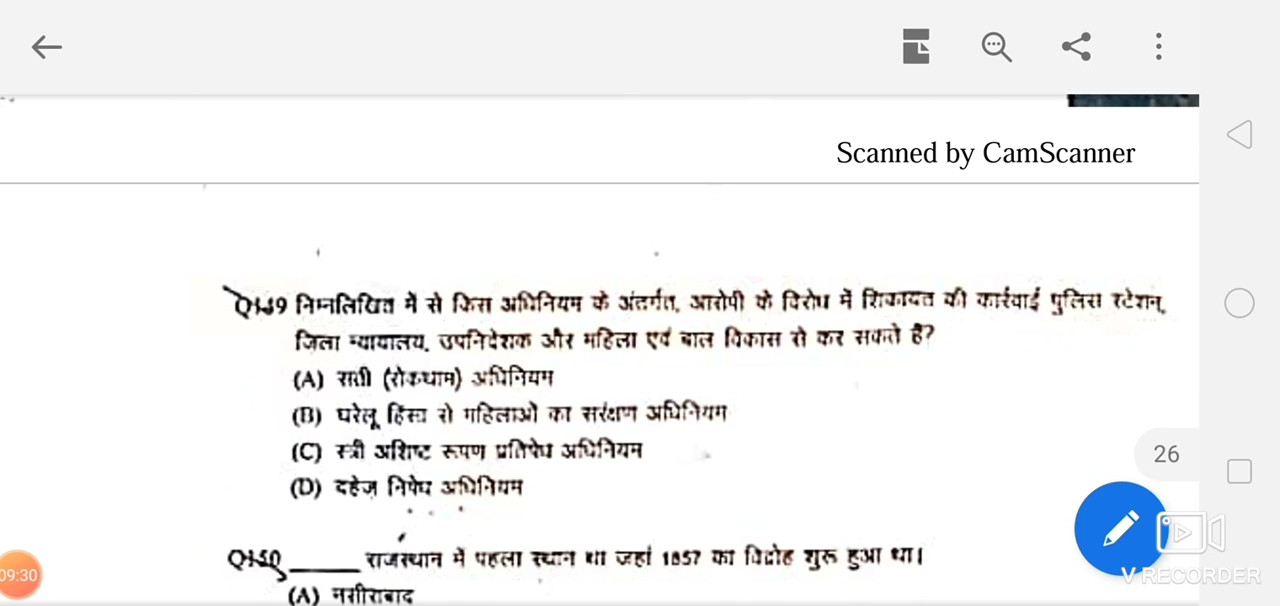 Scanned by CamScanner
Q149 निम्नलिखित में से किस अधिनियम के अंतर्गत, आरोपी के विरोध में शिकायत की कार्रवाई पुलिस स्टेशन,
जिला न्यायालय, उपनिदेशक और महिला एवं बाल विकास से कर सकते हैं?
(A) सती (रोकथाम) अधिनियम
(B) घरेलू हिंसा से महिलाओं का सरंक्षण अधिनियम
(C) स्त्री अशिष्ट रूपण प्रतिषेध अधिनियम
(D) दहेज़ निषेध अधिनियम
26
Q150 ______ राजस्थान में पहला स्थान था जहां 1857 का विद्रोह शुरू हुआ था।
(A) नसीराबाद
09:30
V RECORDER